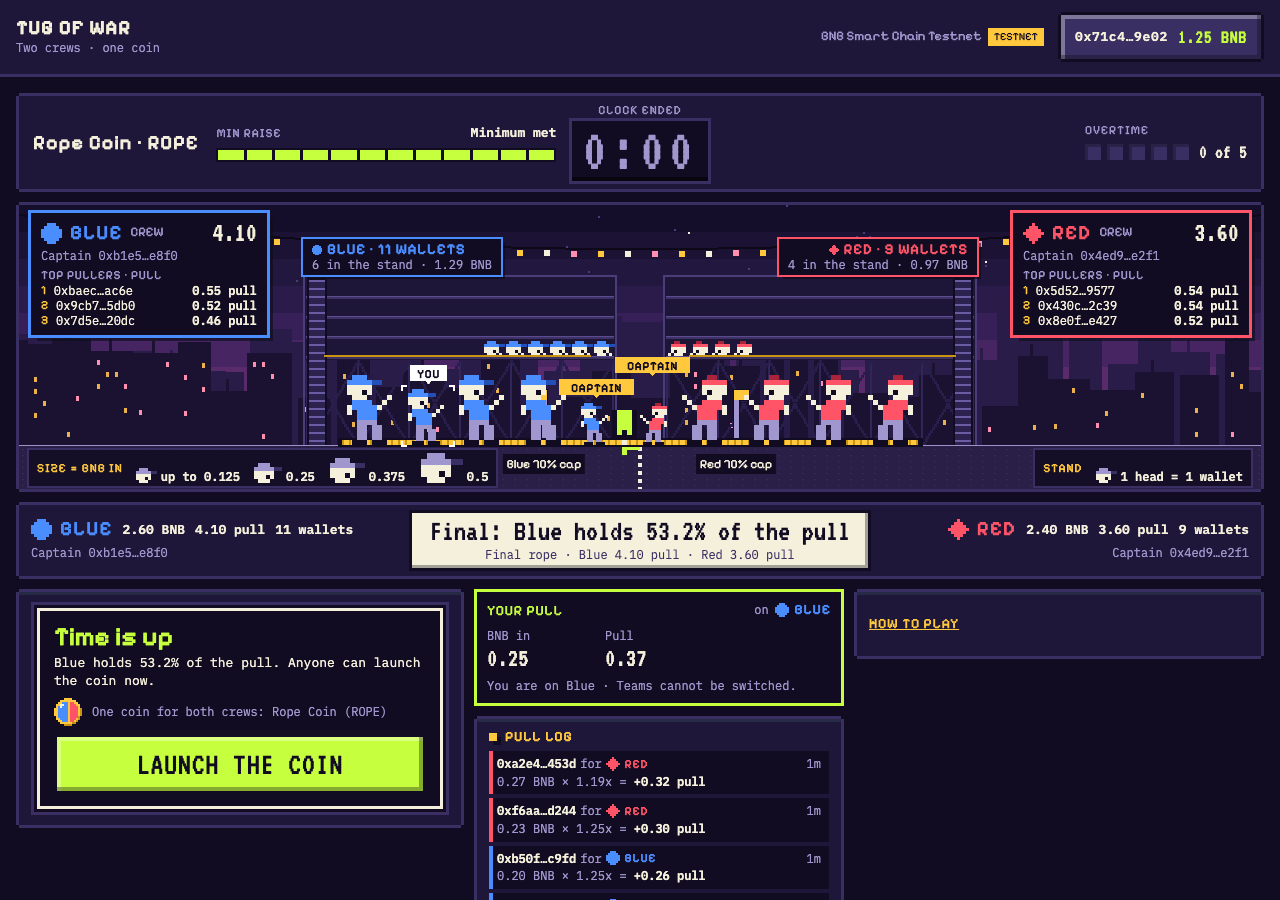 TUG OF WAR
Two crews · one coin
BNB Smart Chain Testnet
TESTNET
0x71c4…9e02 1.25 BNB
Rope Coin · ROPE
MIN RAISE
Minimum met
CLOCK ENDED
0:00
OVERTIME
0 of 5
BLUE CREW 4.10
Captain 0xb1e5…e8f0
TOP PULLERS · PULL
1 0xbaec…ac6e 0.55 pull
2 0x9cb7…5db0 0.52 pull
3 0x7d5e…20dc 0.46 pull
BLUE · 11 WALLETS
6 in the stand · 1.29 BNB
RED · 9 WALLETS
4 in the stand · 0.97 BNB
RED CREW 3.60
Captain 0x4ed9…e2f1
TOP PULLERS · PULL
1 0x5d52…9577 0.54 pull
2 0x430c…2c39 0.54 pull
3 0x8e0f…e427 0.52 pull
YOU
CAPTAIN
CAPTAIN
SIZE = BNB IN
up to 0.125
0.25
0.375
0.5
Blue 10% cap
Red 10% cap
STAND
1 head = 1 wallet
BLUE 2.60 BNB 4.10 pull 11 wallets
Captain 0xb1e5…e8f0
Final: Blue holds 53.2% of the pull
Final rope · Blue 4.10 pull · Red 3.60 pull
RED 2.40 BNB 3.60 pull 9 wallets
Captain 0x4ed9…e2f1
Time is up
Blue holds 53.2% of the pull. Anyone can launch
the coin now.
One coin for both crews: Rope Coin (ROPE)
LAUNCH THE COIN
YOUR PULL
on BLUE
BNB in
Pull
0.25
0.37
You are on Blue · Teams cannot be switched.
PULL LOG
0xa2e4…453d for RED 1m
0.27 BNB × 1.19x = +0.32 pull
0xf6aa…d244 for RED 1m
0.23 BNB × 1.25x = +0.30 pull
0xb50f…c9fd for BLUE 1m
0.20 BNB × 1.25x = +0.26 pull
HOW TO PLAY